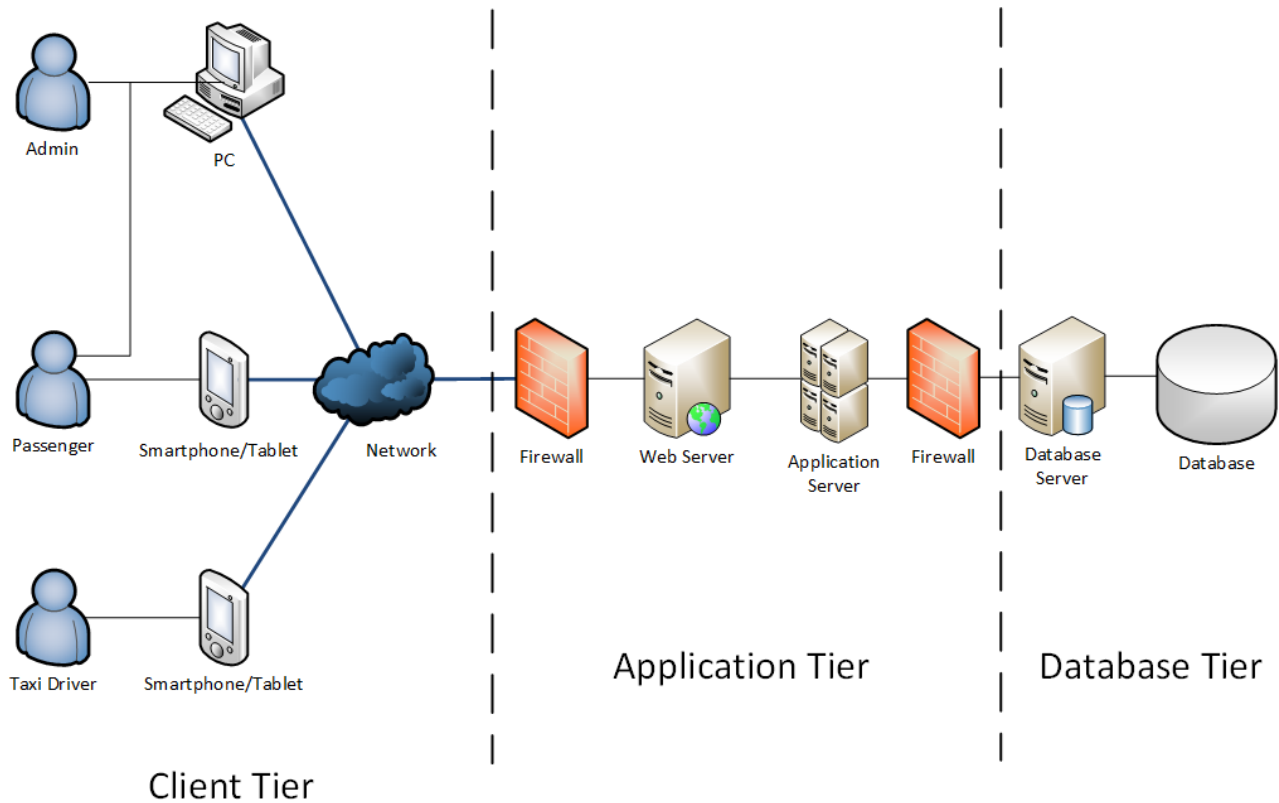 Admin
PC
Passenger
Smartphone/Tablet
Network
Firewall
Web Server
Application
Server
Firewall
Database
Server
Database
Taxi Driver
Smartphone/Tablet
Application Tier
Database Tier
Client Tier